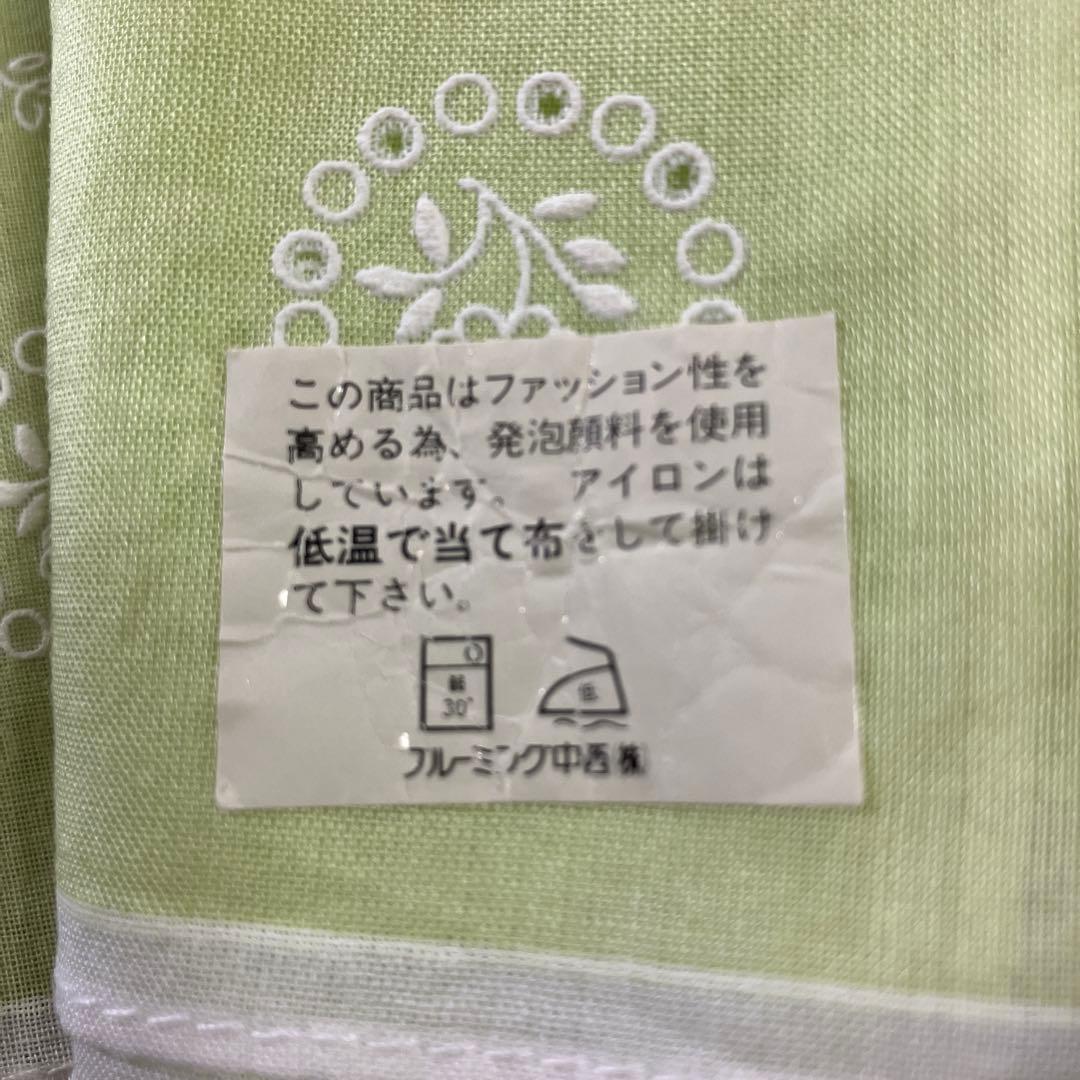 この商品はファッション性を
高める為、発泡顔料を使用
しています。 アイロンは
低温で当て布をして掛け
て下さい。
弱
30°
低
ブルーミング中西㈱